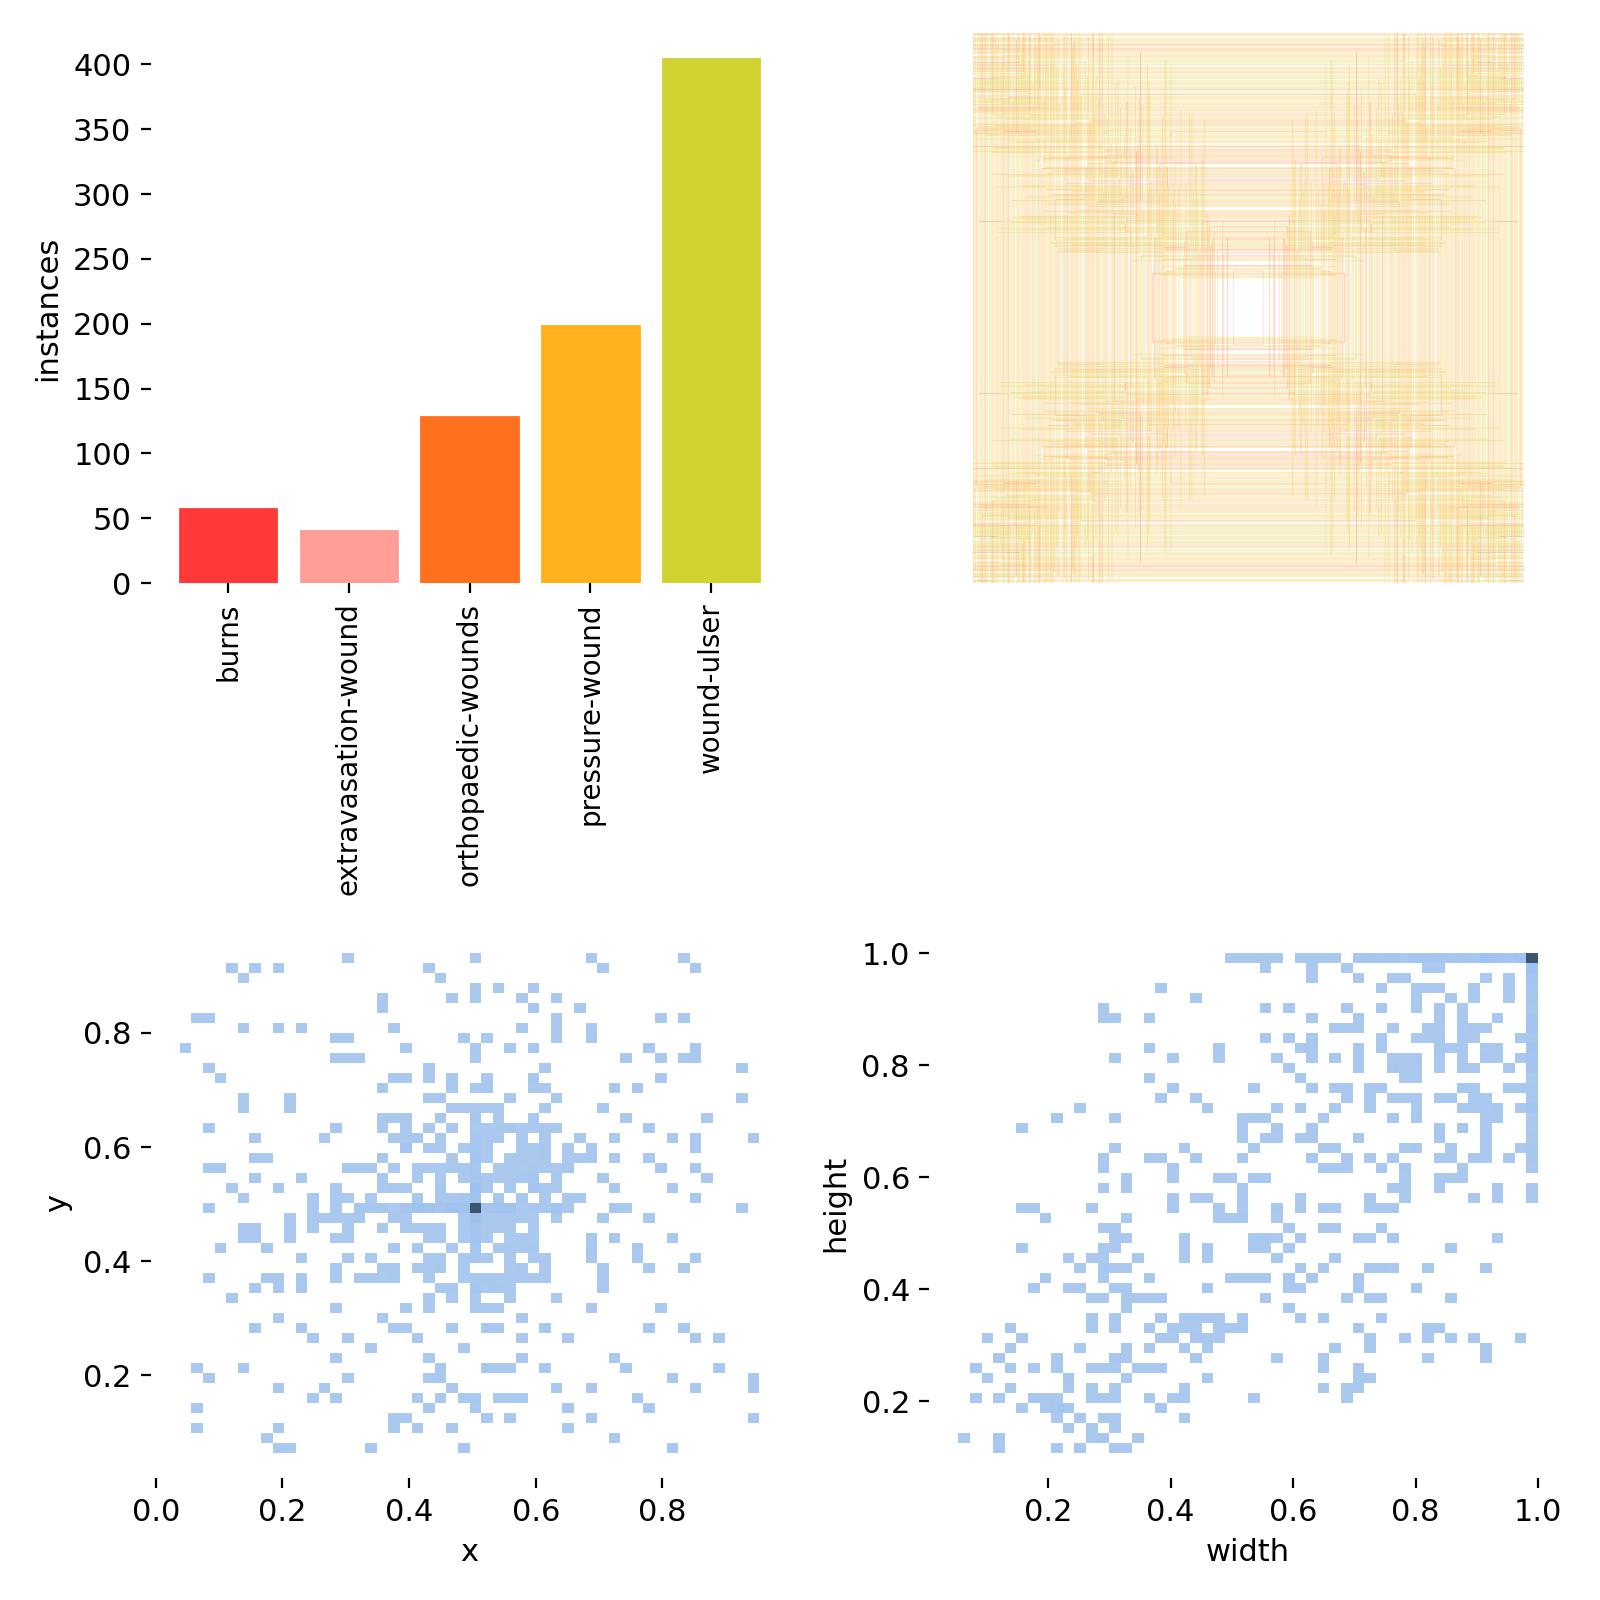 400
350
300
250
200
150
100
50
0
instances
burns
extravasation-wound
orthopaedic-wounds
pressure-wound
wound-ulser
0.8
0.6
0.4
0.2
y
0.0 0.2 0.4 0.6 0.8
x
1.0
0.8
0.6
0.4
0.2
height
0.2 0.4 0.6 0.8 1.0
width